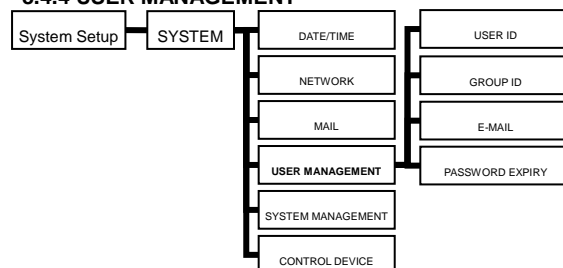 3.4.4 USER MANAGEMENT
System Setup
SYSTEM
DATE/TIME
NETWORK
MAIL
USER MANAGEMENT
SYSTEM MANAGEMENT
CONTROL DEVICE
USER ID
GROUP ID
E-MAIL
PASSWORD EXPIRY